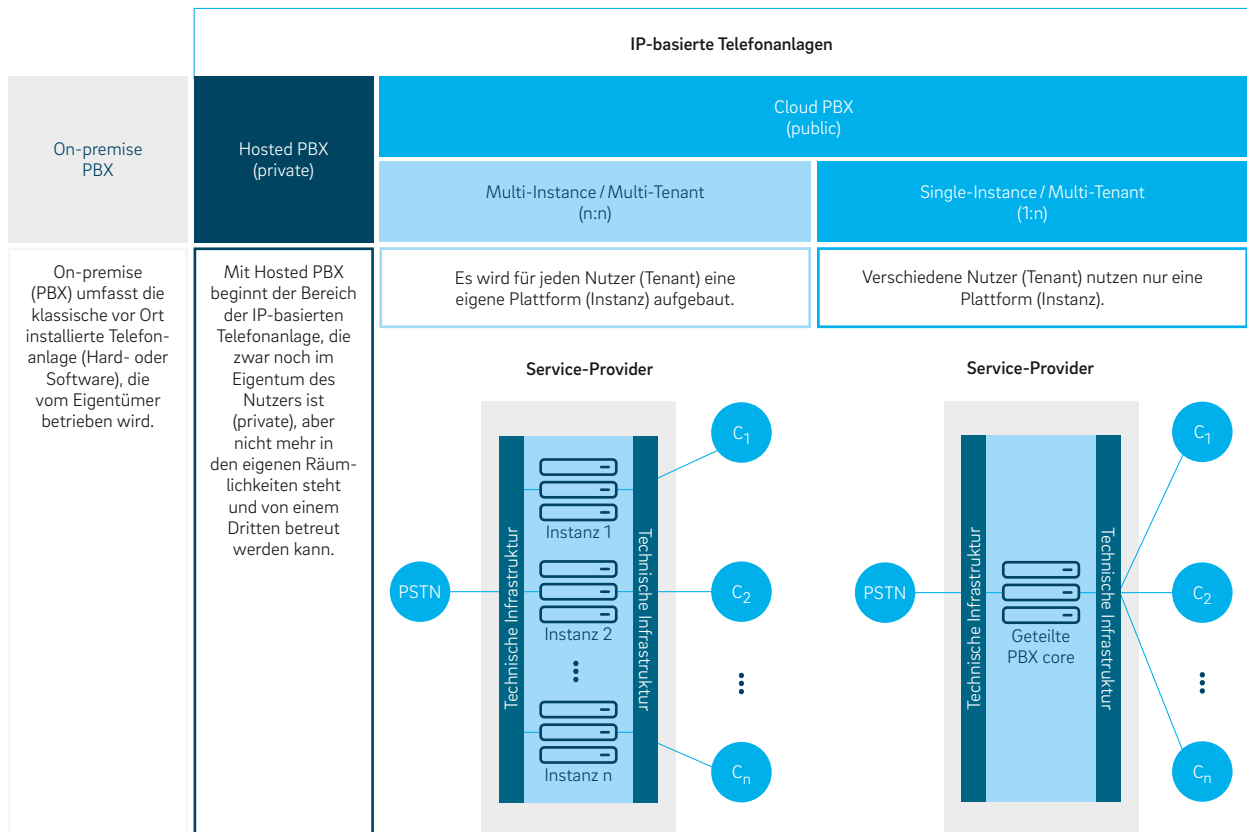 IP-basierte Telefonanlagen
On-premise
PBX
Hosted PBX
(private)
Cloud PBX
(public)
Multi-Instance / Multi-Tenant
(n:n)
Single-Instance / Multi-Tenant
(1:n)
On-premise
(PBX) umfasst die
klassische vor Ort
installierte Telefon-
anlage (Hard- oder
Software), die
vom Eigentümer
betrieben wird.
Mit Hosted PBX
beginnt der Bereich
der IP-basierten
Telefonanlage, die
zwar noch im
Eigentum des
Nutzers ist
(private), aber
nicht mehr in
den eigenen Räum-
lichkeiten steht
und von einem
Dritten betreut
werden kann.
Es wird für jeden Nutzer (Tenant) eine
eigene Plattform (Instanz) aufgebaut.
Service-Provider
PSTN
Technische Infrastruktur
Instanz 1
Instanz 2
Instanz n
Technische Infrastruktur
C1
C2
Cn
Verschiedene Nutzer (Tenant) nutzen nur eine
Plattform (Instanz).
Service-Provider
PSTN
Technische Infrastruktur
Geteilte
PBX core
Technische Infrastruktur
C1
C2
Cn